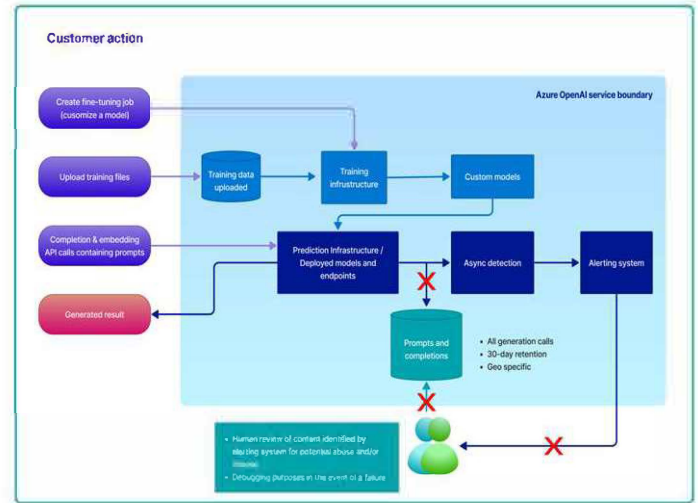 Customer action
Azure OpenAI service boundary
Create fine-tuning job
(cusomize a model)
Upload training files
Training data
uploaded
Training
infrustructure
Custom models
Completion & embedding
API calls containing prompts
Prediction Infrastructure /
Deployed models and
endpoints
Async detection
Alerting system
Generated result
Prompts and
completions
• All generation calls
• 30-day retention
• Geo specific
• Human review of content identified by
alerting system for potential abuse and/or
• Debugging purposes in the event of a failure